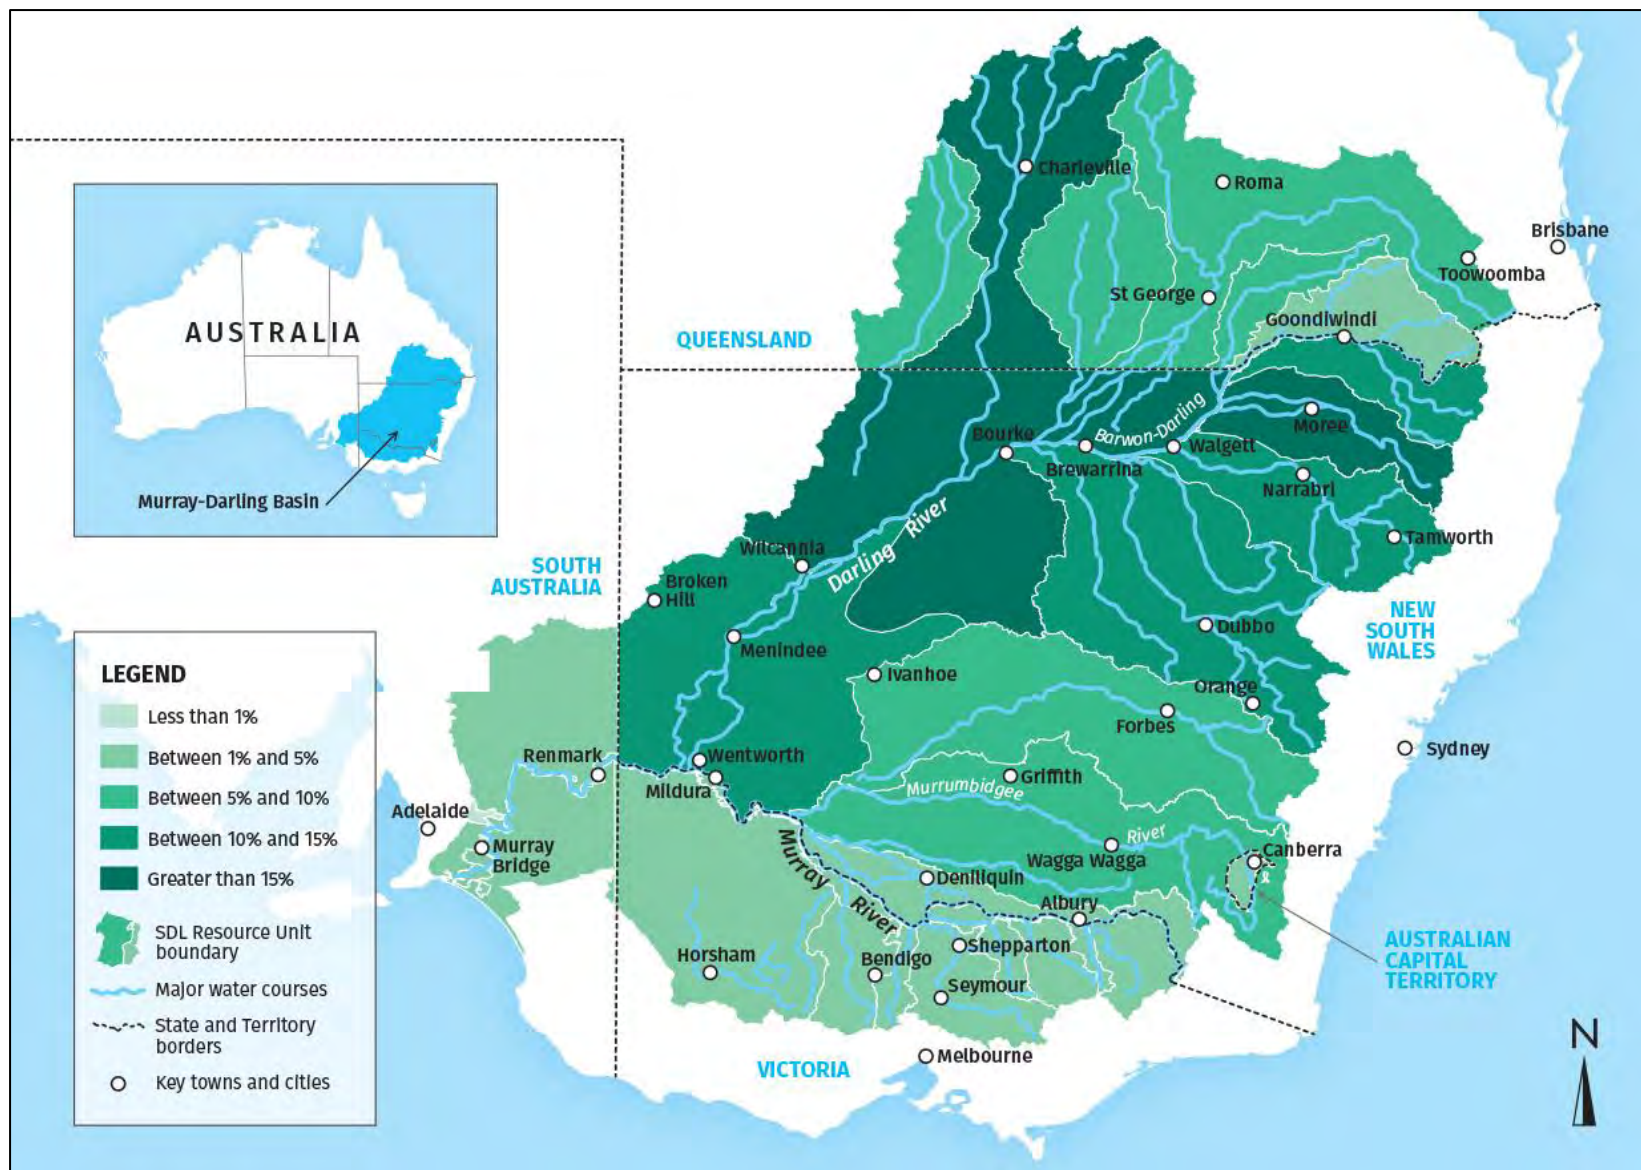 Charleville
Roma
Brisbane
Toowoomba
St George
Goondiwindi
QUEENSLAND
AUSTRALIA
Murray-Darling Basin
Moree
Barwon-Darling
Bourke
Walgett
Brewarrina
Narrabri
Tamworth
Darling River
Wilcannia
SOUTH
AUSTRALIA
Broken
Hill
NEW
SOUTH
WALES
Dubbo
Menindee
Ivanhoe
Orange
Forbes
Sydney
LEGEND
Less than 1%
Between 1% and 5%
Between 5% and 10%
Between 10% and 15%
Greater than 15%
SDL Resource Unit
boundary
Major water courses
State and Territory
borders
Key towns and cities
Renmark
Wentworth
Mildura
Griffith
Murrumbidgee
River
Adelaide
Murray
Bridge
Wagga Wagga
Canberra
Murray
River
Deniliquin
Albury
Shepparton
Horsham
Bendigo
Seymour
AUSTRALIAN
CAPITAL
TERRITORY
VICTORIA
Melbourne
N